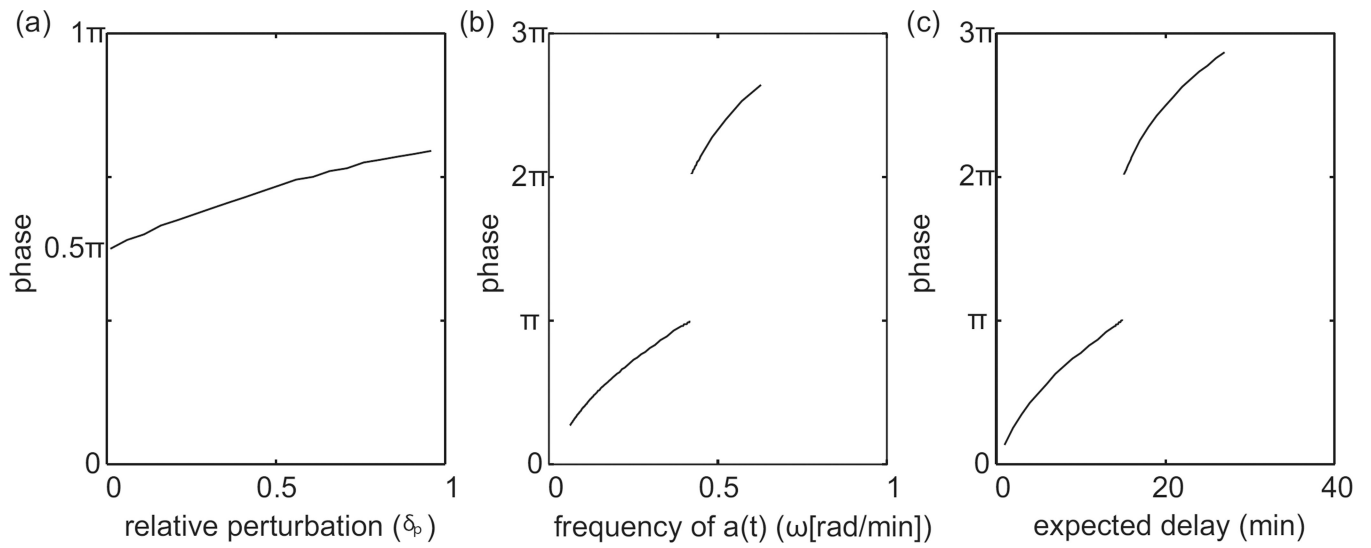 (a)
1π
phase
0.5π
0
0 0.5 1
relative perturbation (δp)
(b)
3π
2π
phase
π
0
0 0.5 1
frequency of a(t) (ω[rad/min])
(c)
3π
2π
phase
π
0
0 20 40
expected delay (min)